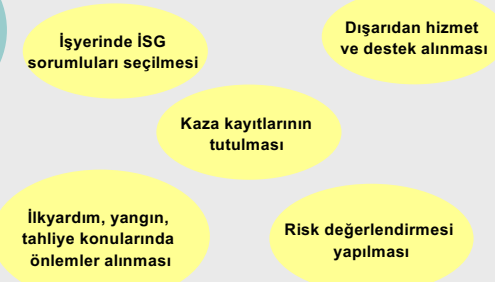 İşyerinde İSG
sorumluları seçilmesi
Dışarıdan hizmet
ve destek alınması
Kaza kayıtlarının
tutulması
İlkyardım, yangın,
tahliye konularında
önlemler alınması
Risk değerlendirmesi
yapılması